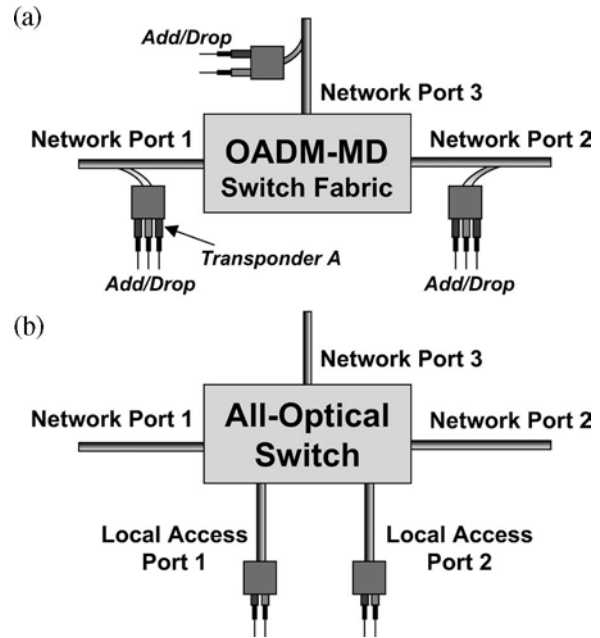 (a)
Add/Drop
Network Port 3
Network Port 1
OADM-MD
Switch Fabric
Network Port 2
Transponder A
Add/Drop
Add/Drop
(b)
Network Port 3
Network Port 1
All-Optical
Switch
Network Port 2
Local Access
Port 1
Local Access
Port 2